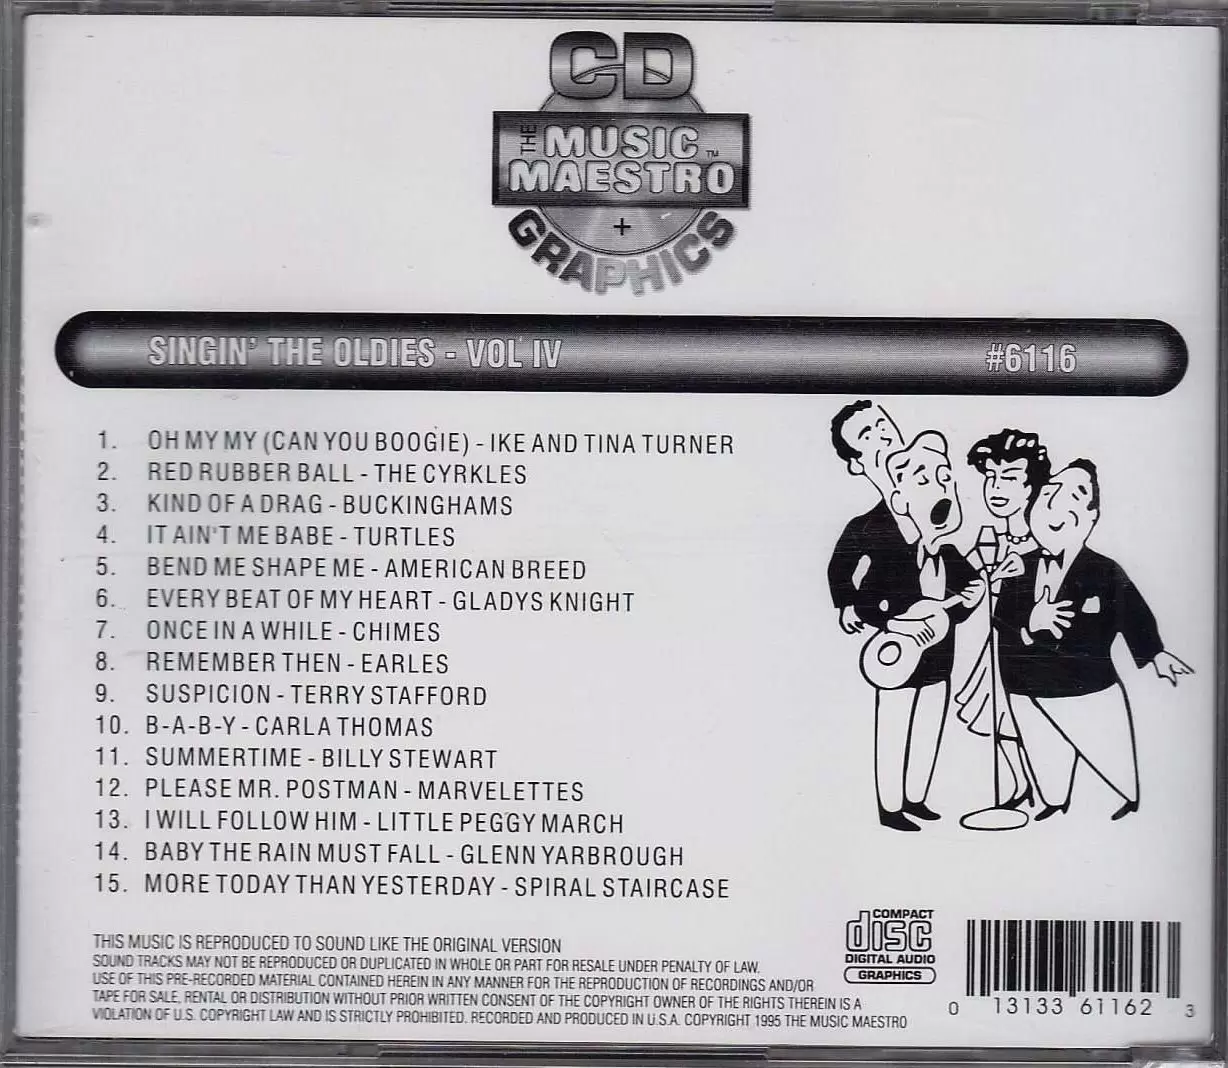 CD
THE MUSIC™
MAESTRO
+
GRAPHICS
SINGIN' THE OLDIES - VOL IV #6116
1. OH MY MY (CAN YOU BOOGIE) - IKE AND TINA TURNER
2. RED RUBBER BALL - THE CYRKLES
3. KIND OF A DRAG - BUCKINGHAMS
4. IT AIN'T ME BABE - TURTLES
5. BEND ME SHAPE ME - AMERICAN BREED
6. EVERY BEAT OF MY HEART - GLADYS KNIGHT
7. ONCE IN A WHILE - CHIMES
8. REMEMBER THEN - EARLES
9. SUSPICION - TERRY STAFFORD
10. B-A-B-Y - CARLA THOMAS
11. SUMMERTIME - BILLY STEWART
12. PLEASE MR. POSTMAN - MARVELETTES
13. I WILL FOLLOW HIM - LITTLE PEGGY MARCH
14. BABY THE RAIN MUST FALL - GLENN YARBROUGH
15. MORE TODAY THAN YESTERDAY - SPIRAL STAIRCASE
THIS MUSIC IS REPRODUCED TO SOUND LIKE THE ORIGINAL VERSION
SOUND TRACKS MAY NOT BE REPRODUCED OR DUPLICATED IN WHOLE OR PART FOR RESALE UNDER PENALTY OF LAW.
USE OF THIS PRE-RECORDED MATERIAL CONTAINED HEREIN IN ANY MANNER FOR THE REPRODUCTION OF RECORDINGS AND/OR
TAPE FOR SALE, RENTAL OR DISTRIBUTION WITHOUT PRIOR WRITTEN CONSENT OF THE COPYRIGHT OWNER OF THE RIGHTS THEREIN IS A
VIOLATION OF U.S. COPYRIGHT LAW AND IS STRICTLY PROHIBITED. RECORDED AND PRODUCED IN U.S.A. COPYRIGHT 1995 THE MUSIC MAESTRO
COMPACT
disc
DIGITAL AUDIO
GRAPHICS
0 13133 61162 3